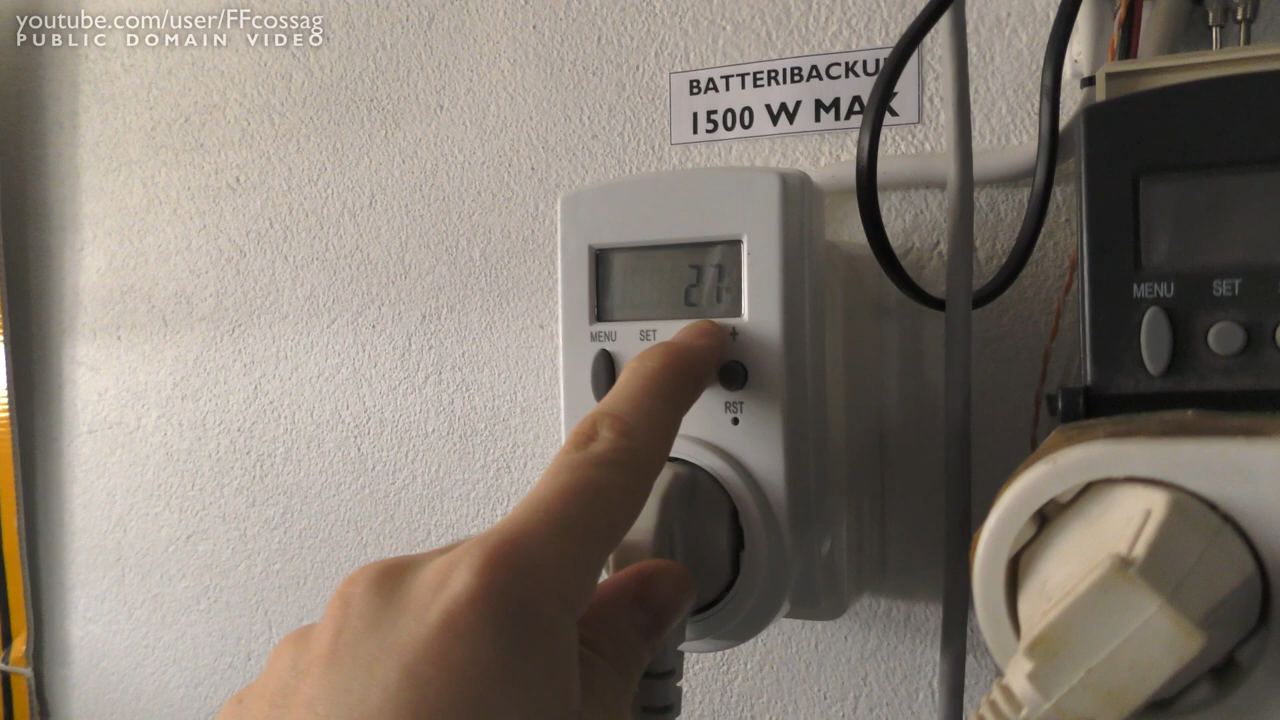 youtube.com/user/FFcossag
PUBLIC DOMAIN VIDEO
BATTERIBACKU
1500 W MAX
27
MENU SET +
RST
MENU SET